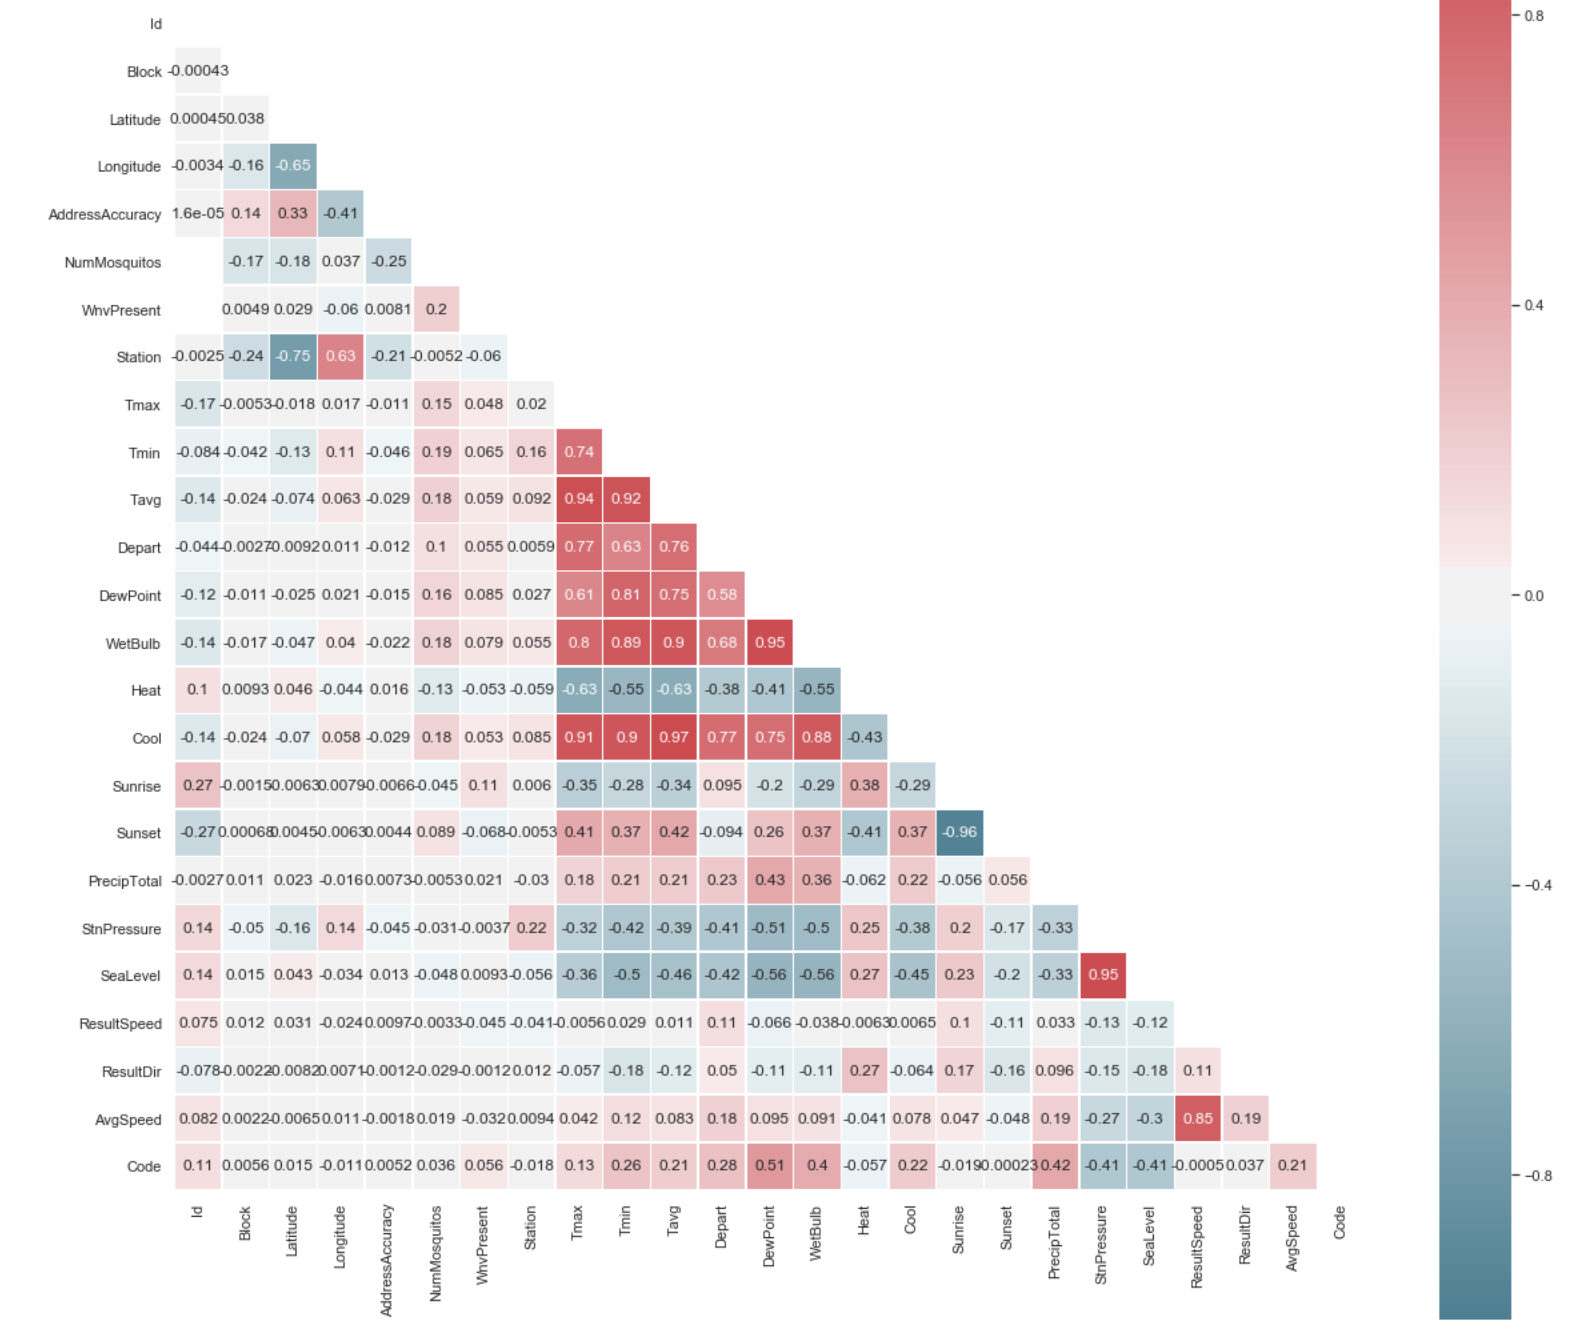 Id
Block -0.00043
Latitude 0.00045 0.038
Longitude -0.0034 -0.16 -0.65
AddressAccuracy 1.6e-05 0.14 0.33 -0.41
NumMosquitos -0.17 -0.18 0.037 -0.25
WnvPresent 0.0049 0.029 -0.06 0.0081 0.2
Station -0.0025 -0.24 -0.75 0.63 -0.21 -0.0052 -0.06
Tmax -0.17 -0.0053 -0.018 0.017 -0.011 0.15 0.048 0.02
Tmin -0.084 -0.042 -0.13 0.11 -0.046 0.19 0.065 0.16 0.74
Tavg -0.14 -0.024 -0.074 0.063 -0.029 0.18 0.059 0.092 0.94 0.92
Depart -0.044 -0.0027 -0.0092 0.011 -0.012 0.1 0.055 0.0059 0.77 0.63 0.76
DewPoint -0.12 -0.011 -0.025 0.021 -0.015 0.16 0.085 0.027 0.61 0.81 0.75 0.58
WetBulb -0.14 -0.017 -0.047 0.04 -0.022 0.18 0.079 0.055 0.8 0.89 0.9 0.68 0.95
Heat 0.1 0.0093 0.046 -0.044 0.016 -0.13 -0.053 -0.059 -0.63 -0.55 -0.63 -0.38 -0.41 -0.55
Cool -0.14 -0.024 -0.07 0.058 -0.029 0.18 0.053 0.085 0.91 0.9 0.97 0.77 0.75 0.88 -0.43
Sunrise 0.27 -0.0015 -0.0063 0.0079 -0.0066 -0.045 0.11 0.006 -0.35 -0.28 -0.34 0.095 -0.2 -0.29 0.38 -0.29
Sunset -0.27 0.00068 0.0045 -0.0063 0.0044 0.089 -0.068 -0.0053 0.41 0.37 0.42 -0.094 0.26 0.37 -0.41 0.37 -0.96
PrecipTotal -0.0027 0.011 0.023 -0.016 0.0073 -0.0053 0.021 -0.03 0.18 0.21 0.21 0.23 0.43 0.36 -0.062 0.22 -0.056 0.056
StnPressure 0.14 -0.05 -0.16 0.14 -0.045 -0.031 -0.0037 0.22 -0.32 -0.42 -0.39 -0.41 -0.51 -0.5 0.25 -0.38 0.2 -0.17 -0.33
SeaLevel 0.14 0.015 0.043 -0.034 0.013 -0.048 0.0093 -0.056 -0.36 -0.5 -0.46 -0.42 -0.56 -0.56 0.27 -0.45 0.23 -0.2 -0.33 0.95
ResultSpeed 0.075 0.012 0.031 -0.024 0.0097 -0.0033 -0.045 -0.041 -0.0056 0.029 0.011 0.11 -0.066 -0.038 -0.0063 0.0065 0.1 -0.11 0.033 -0.13 -0.12
ResultDir -0.078 -0.0022 -0.0082 0.0071 -0.0012 -0.029 -0.0012 0.012 -0.057 -0.18 -0.12 0.05 -0.11 -0.11 0.27 -0.064 0.17 -0.16 0.096 -0.15 -0.18 0.11
AvgSpeed 0.082 0.0022 -0.0065 0.011 -0.0018 0.019 -0.032 0.0094 0.042 0.12 0.083 0.18 0.095 0.091 -0.041 0.078 0.047 -0.048 0.19 -0.27 -0.3 0.85 0.19
Code 0.11 0.0056 0.015 -0.011 0.0052 0.036 0.056 -0.018 0.13 0.26 0.21 0.28 0.51 0.4 -0.057 0.22 -0.019 -0.00023 0.42 -0.41 -0.41 -0.0005 0.037 0.21
Id Block Latitude Longitude AddressAccuracy NumMosquitos WnvPresent Station Tmax Tmin Tavg Depart DewPoint WetBulb Heat Cool Sunrise Sunset PrecipTotal StnPressure SeaLevel ResultSpeed ResultDir AvgSpeed Code
0.8
0.4
0.0
-0.4
-0.8